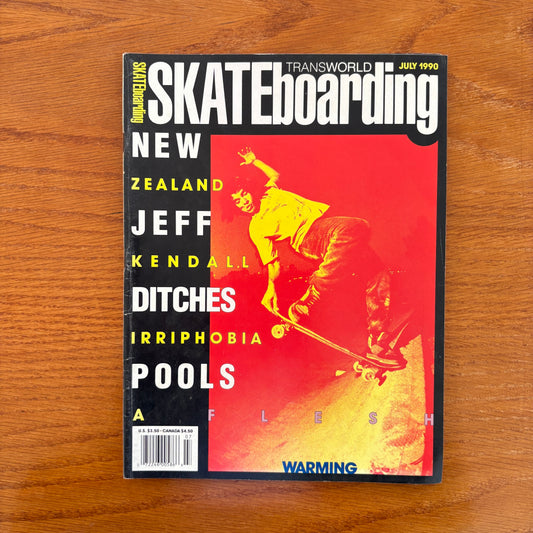 SKATEboarding
TRANSWORLD
JULY 1990
SKATEboarding
NEW
ZEALAND
JEFF
KENDALL
DITCHES
IRRIPHOBIA
POOLS
A FLESH
WARMING
U.S. $3.50 • CANADA $4.50
07